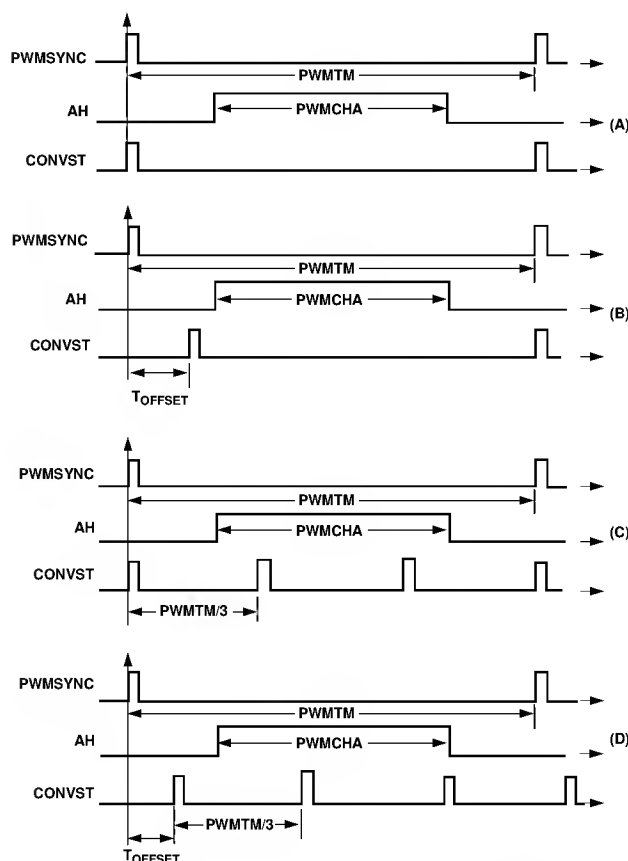 PWMSYNC
PWMTM
AH
PWMCHA
(A)
CONVST
PWMSYNC
PWMTM
AH
PWMCHA
(B)
CONVST
TOFFSET
PWMSYNC
PWMTM
AH
PWMCHA
(C)
CONVST
PWMTM/3
PWMSYNC
PWMTM
AH
PWMCHA
(D)
CONVST
PWMTM/3
TOFFSET